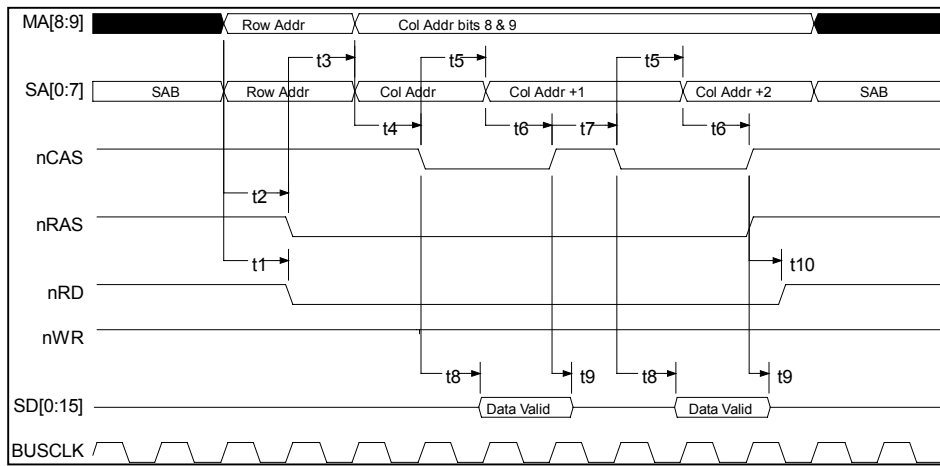 MA[8:9] Row Addr Col Addr bits 8 & 9
t3 t5 t5
SA[0:7] SAB Row Addr Col Addr Col Addr +1 Col Addr +2 SAB
t4 t6 t7 t6
nCAS
t2
nRAS
t1 t10
nRD
nWR
t8 t9 t8 t9
SD[0:15] Data Valid Data Valid
BUSCLK